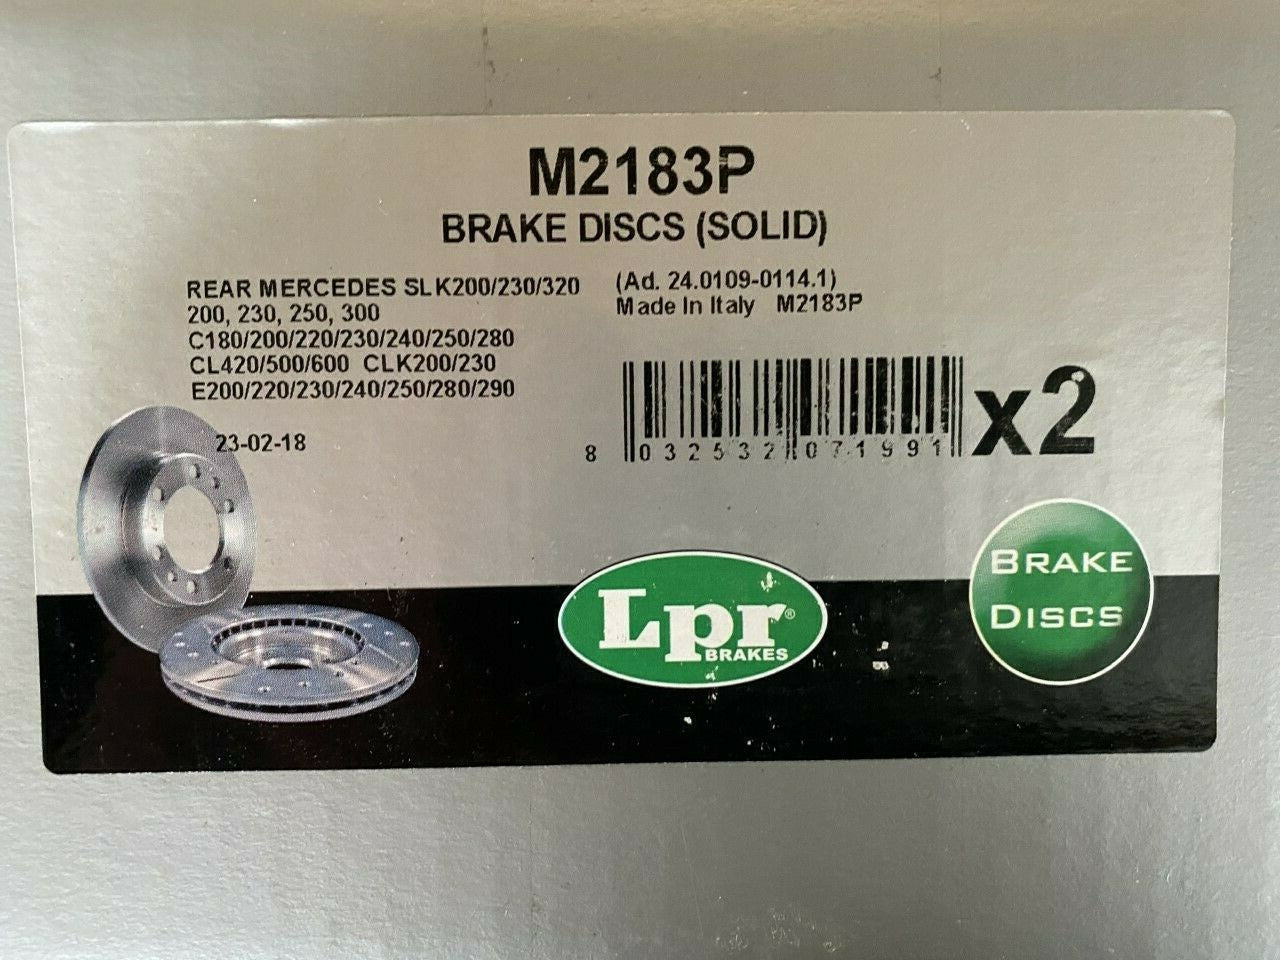 M2183P
BRAKE DISCS (SOLID)
REAR MERCEDES SLK200/230/320
200, 230, 250, 300
C180/200/220/230/240/250/280
CL420/500/600 CLK200/230
E200/220/230/240/250/280/290
23-02-18
(Ad. 24.0109-0114.1)
Made In Italy M2183P
8 032532 071991
x2
Lpr®
BRAKES
BRAKE
DISCS